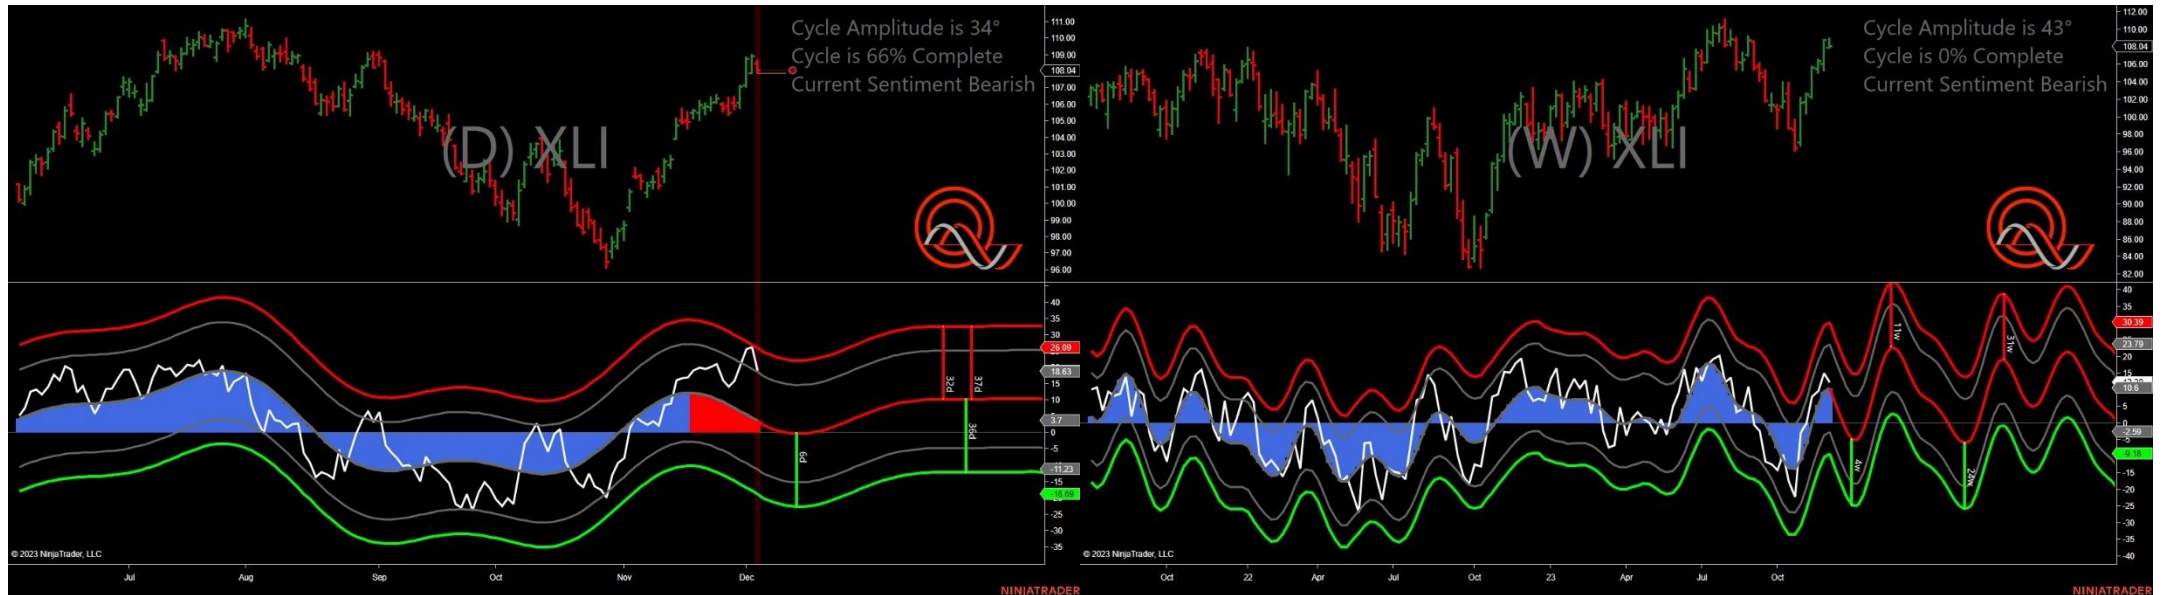 Cycle Amplitude is 34°
Cycle is 66% Complete
Current Sentiment Bearish
(D) XLI
111.00
110.00
109.00
108.04
107.00
106.00
105.00
104.00
103.00
102.00
101.00
100.00
99.00
98.00
97.00
96.00
40
35
30
26.09
18.63
15
10
3.7
0
-5
-11.23
-15
-18.69
-25
-30
-35
32d
37d
36d
6d
© 2023 NinjaTrader, LLC
Jul
Aug
Sep
Oct
Nov
Dec
NINJATRADER
Cycle Amplitude is 43°
Cycle is 0% Complete
Current Sentiment Bearish
(W) XLI
112.00
110.00
108.04
106.00
104.00
102.00
100.00
98.00
96.00
94.00
92.00
90.00
88.00
86.00
84.00
82.00
40
35
30.39
23.79
20
15
10.6
5
0
-2.59
-5
-9.18
-15
-20
-25
-30
-35
-40
11w
31w
4w
24w
© 2023 NinjaTrader, LLC
Oct
22
Apr
Jul
Oct
23
Apr
Jul
Oct
NINJATRADER